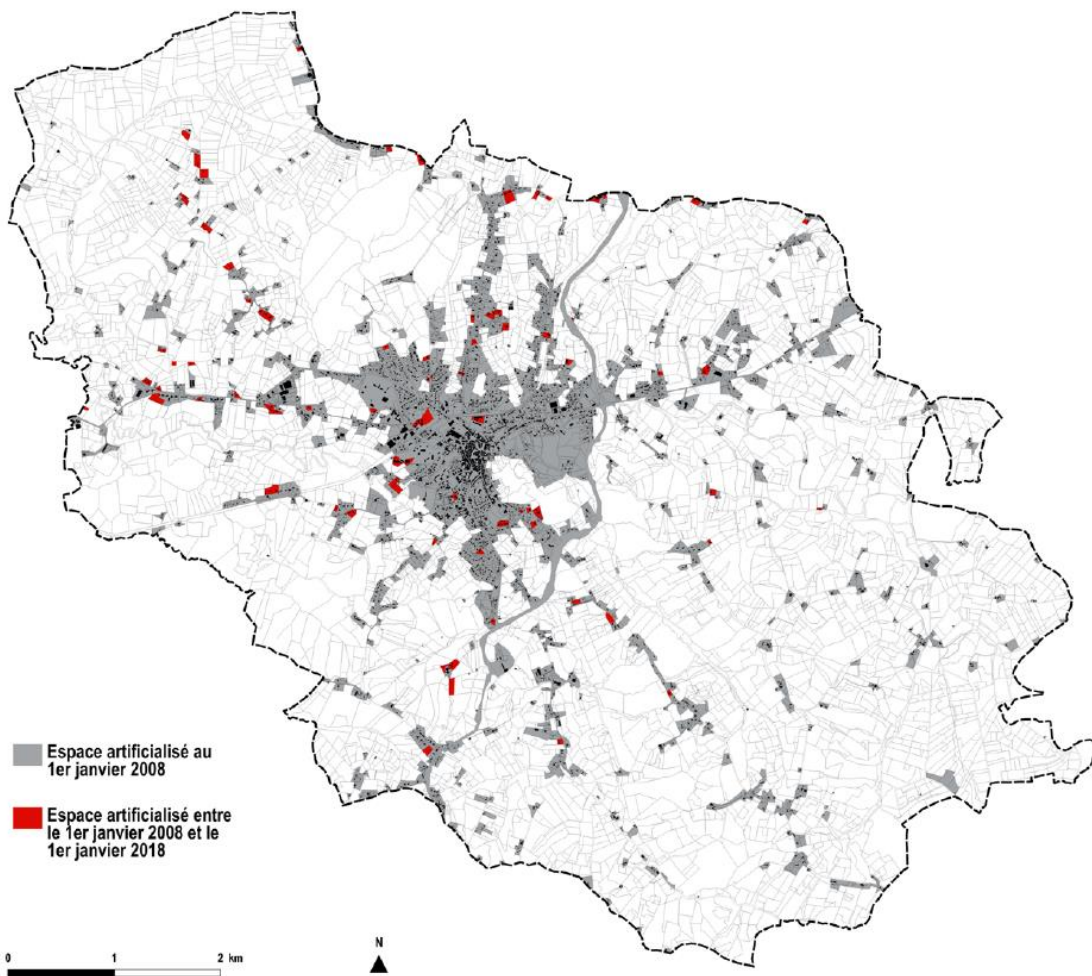 Espace artificialisé au
1er janvier 2008
Espace artificialisé entre
le 1er janvier 2008 et le
1er janvier 2018
0 1 2 km
N